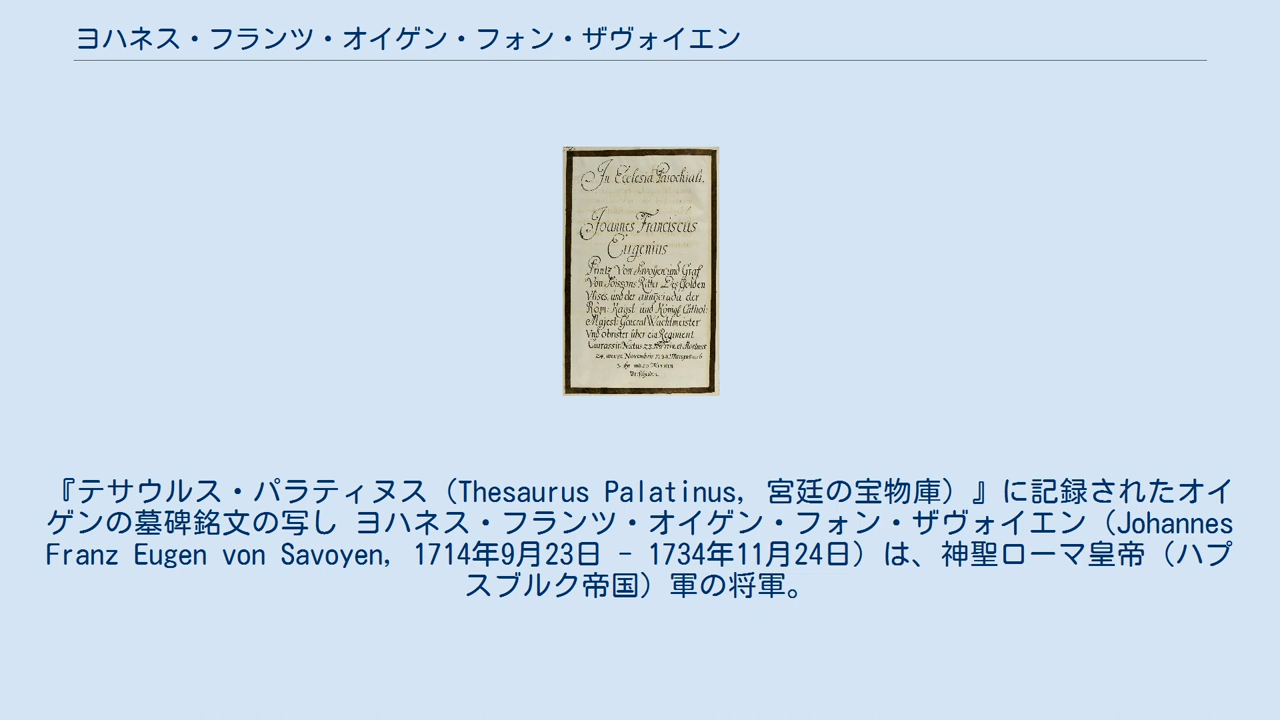 ヨハネス・フランツ・オイゲン・フォン・ザヴォイエン
In Ecclesia Parochiali.
Joannes Franciscus
Eugenius
Printz Von Savoyen und Graf
Von Soissons Ritter Des Golden
Vlises, und der annuciada der
Röm: Kaysl und Königl Cathol:
Majest: General Wachtmeister
Und obrister über ein Regiment
24 Novembris
『テサウルス・パラティヌス（Thesaurus Palatinus, 宮廷の宝物庫）』に記録されたオイ
ゲンの墓碑銘文の写し ヨハネス・フランツ・オイゲン・フォン・ザヴォイエン（Johannes
Franz Eugen von Savoyen, 1714年9月23日 - 1734年11月24日）は、神聖ローマ皇帝（ハプ
スブルク帝国）軍の将軍。